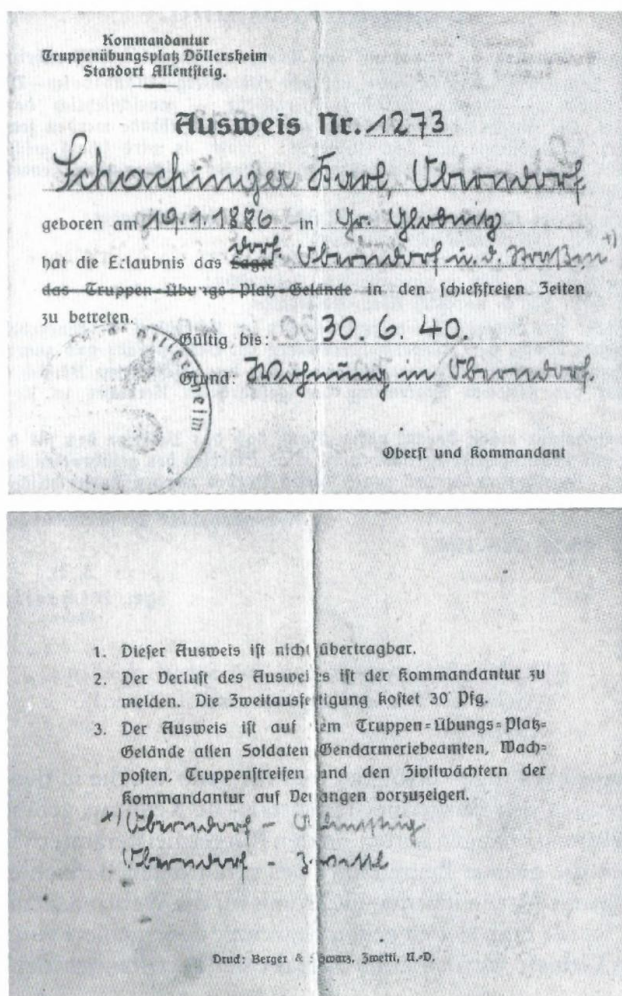 Kommandantur
Truppenübungsplatz Döllersheim
Standort Allentsteig.
Ausweis Nr. 1273
Schachinger Karl, Oberndorf
geboren am 19.1.1886 in Gr. Globnitz
hat die Erlaubnis das Lager Dorf Oberndorf u. d. Straßen *)
das Truppen-Übungs-Platz-Gelände in den schießfreien Zeiten
zu betreten.
Gültig bis: 30. 6. 40.
Grund: Wohnung in Oberndorf.
Döllersheim
Oberst und Kommandant
1. Dieser Ausweis ist nicht übertragbar.
2. Der Verlust des Ausweises ist der Kommandantur zu
melden. Die Zweitausfertigung kostet 30 Pfg.
3. Der Ausweis ist auf dem Truppen-Übungs-Platz-
Gelände allen Soldaten Gendarmeriebeamten, Wach-
posten, Truppenstreifen und den Zivilwächtern der
Kommandantur auf Verlangen vorzuzeigen.
*) Oberndorf - Allentsteig
Oberndorf - Zwettl
Druck: Berger & Schwarz, Zwettl, N.-D.